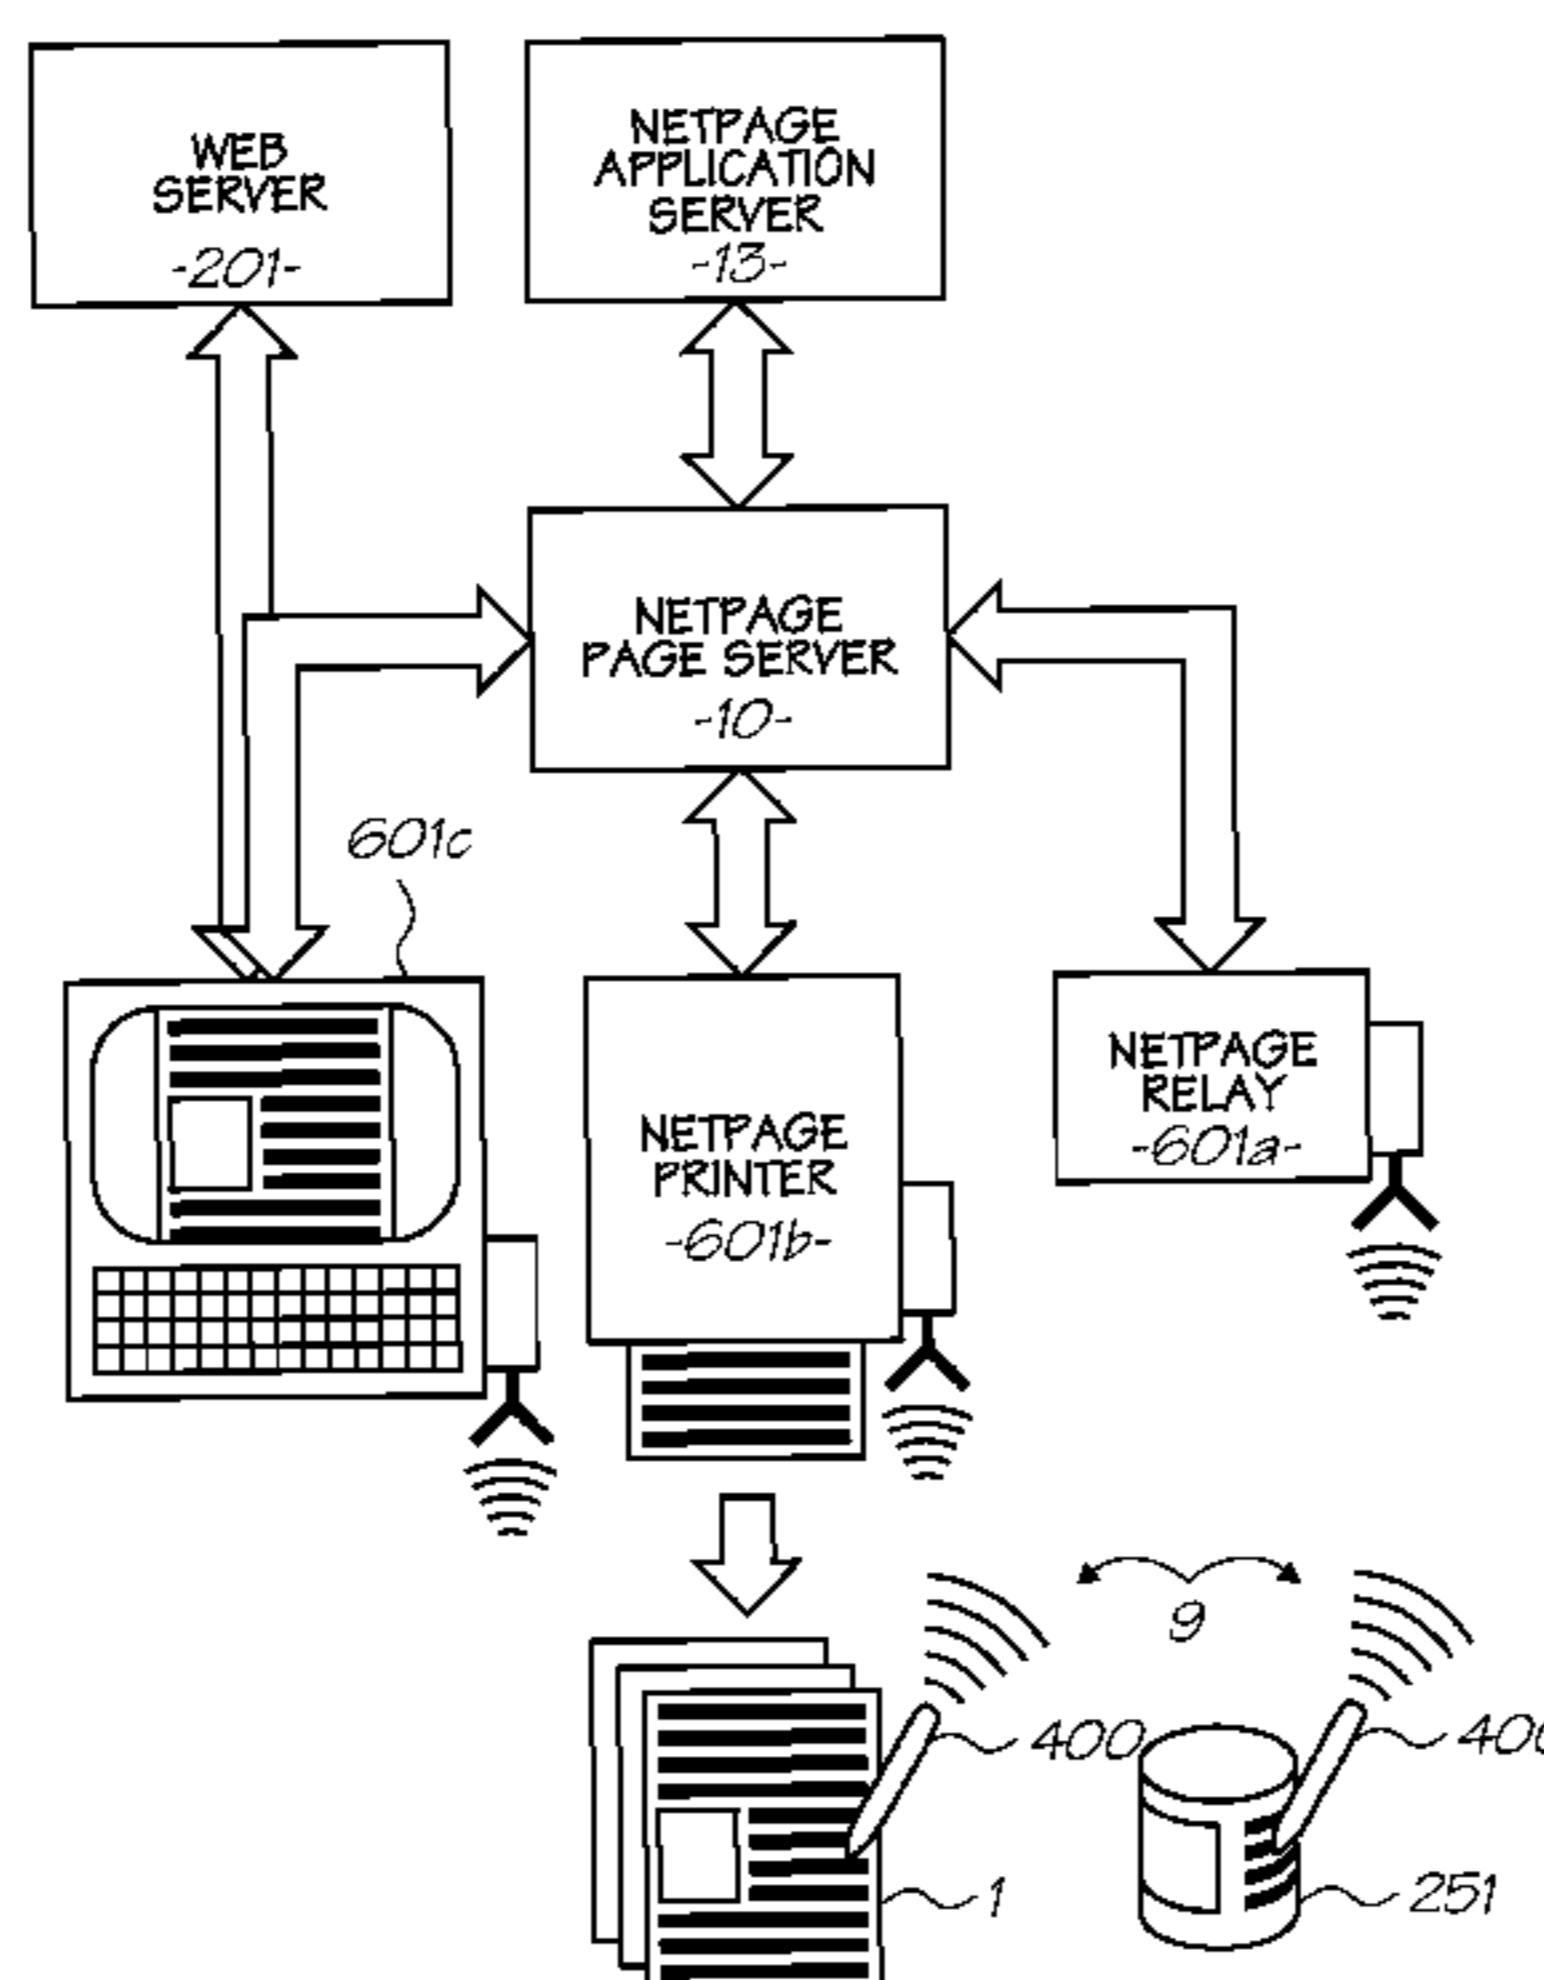 WEB
SERVER
-201-
NETPAGE
APPLICATION
SERVER
-13-
NETPAGE
PAGE SERVER
-10-
601c
NETPAGE
PRINTER
-601b-
NETPAGE
RELAY
-601a-
9
400
1
251